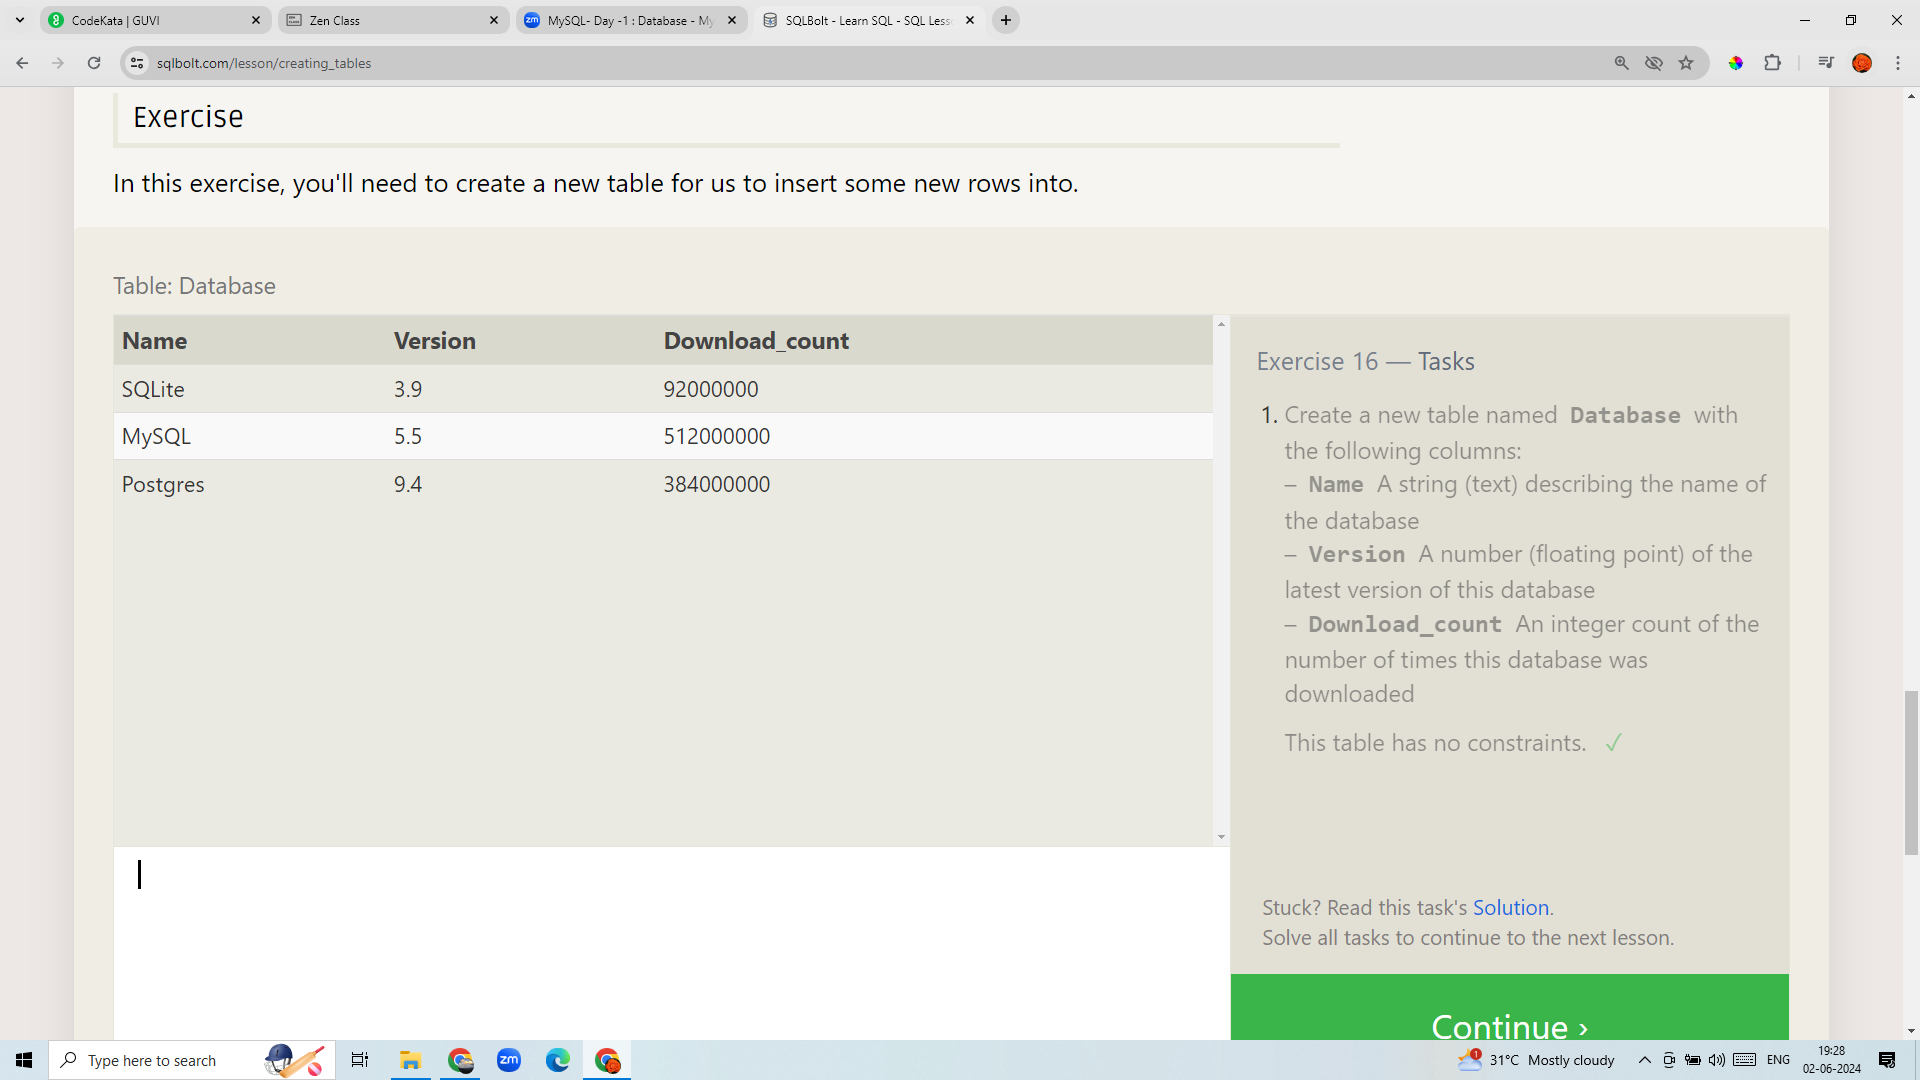 CodeKata | GUVI
Zen Class
MySQL- Day -1 : Database - My
SQLBolt - Learn SQL - SQL Less
sqlbolt.com/lesson/creating_tables
Exercise
In this exercise, you'll need to create a new table for us to insert some new rows into.
Table: Database
Name Version Download_count
SQLite 3.9 92000000
MySQL 5.5 512000000
Postgres 9.4 384000000
Exercise 16 — Tasks
1. Create a new table named Database with
the following columns:
– Name A string (text) describing the name of
the database
– Version A number (floating point) of the
latest version of this database
– Download_count An integer count of the
number of times this database was
downloaded
This table has no constraints. ✓
Stuck? Read this task's Solution.
Solve all tasks to continue to the next lesson.
Continue ›
Type here to search
zm
1
31°C Mostly cloudy
ENG
19:28
02-06-2024